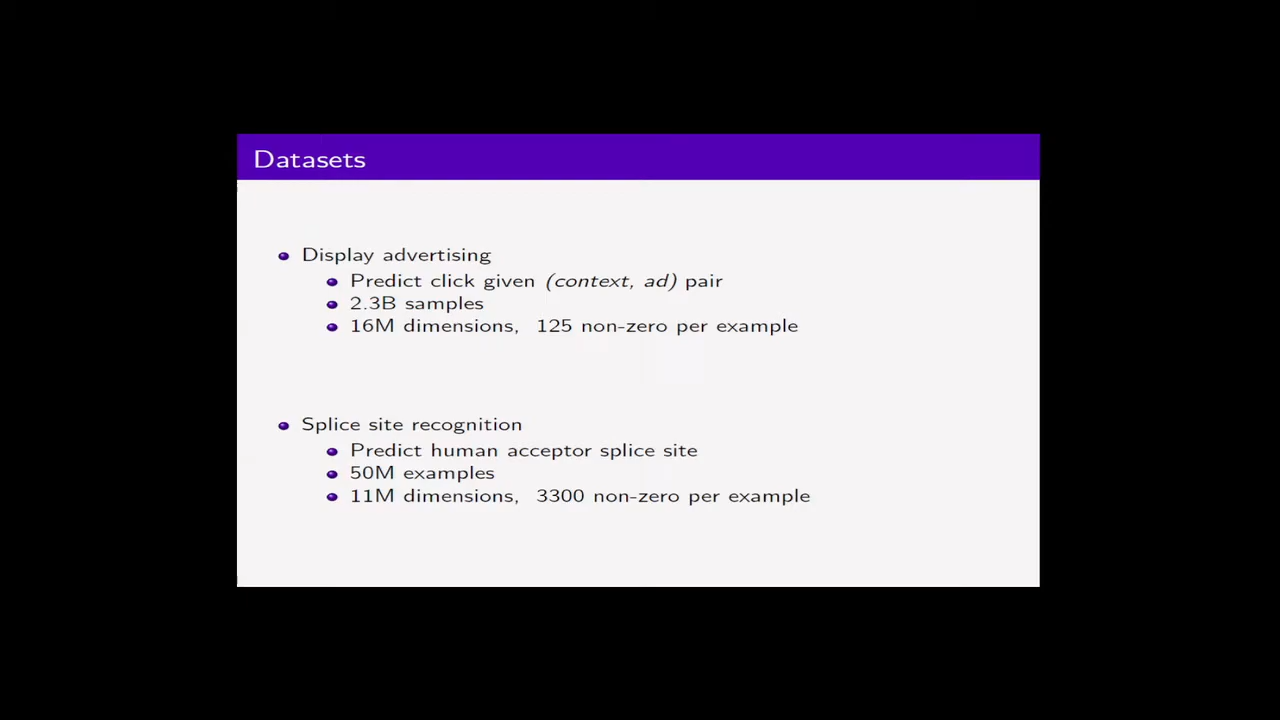 Datasets
Display advertising
Predict click given (context, ad) pair
2.3B samples
16M dimensions, 125 non-zero per example
Splice site recognition
Predict human acceptor splice site
50M examples
11M dimensions, 3300 non-zero per example